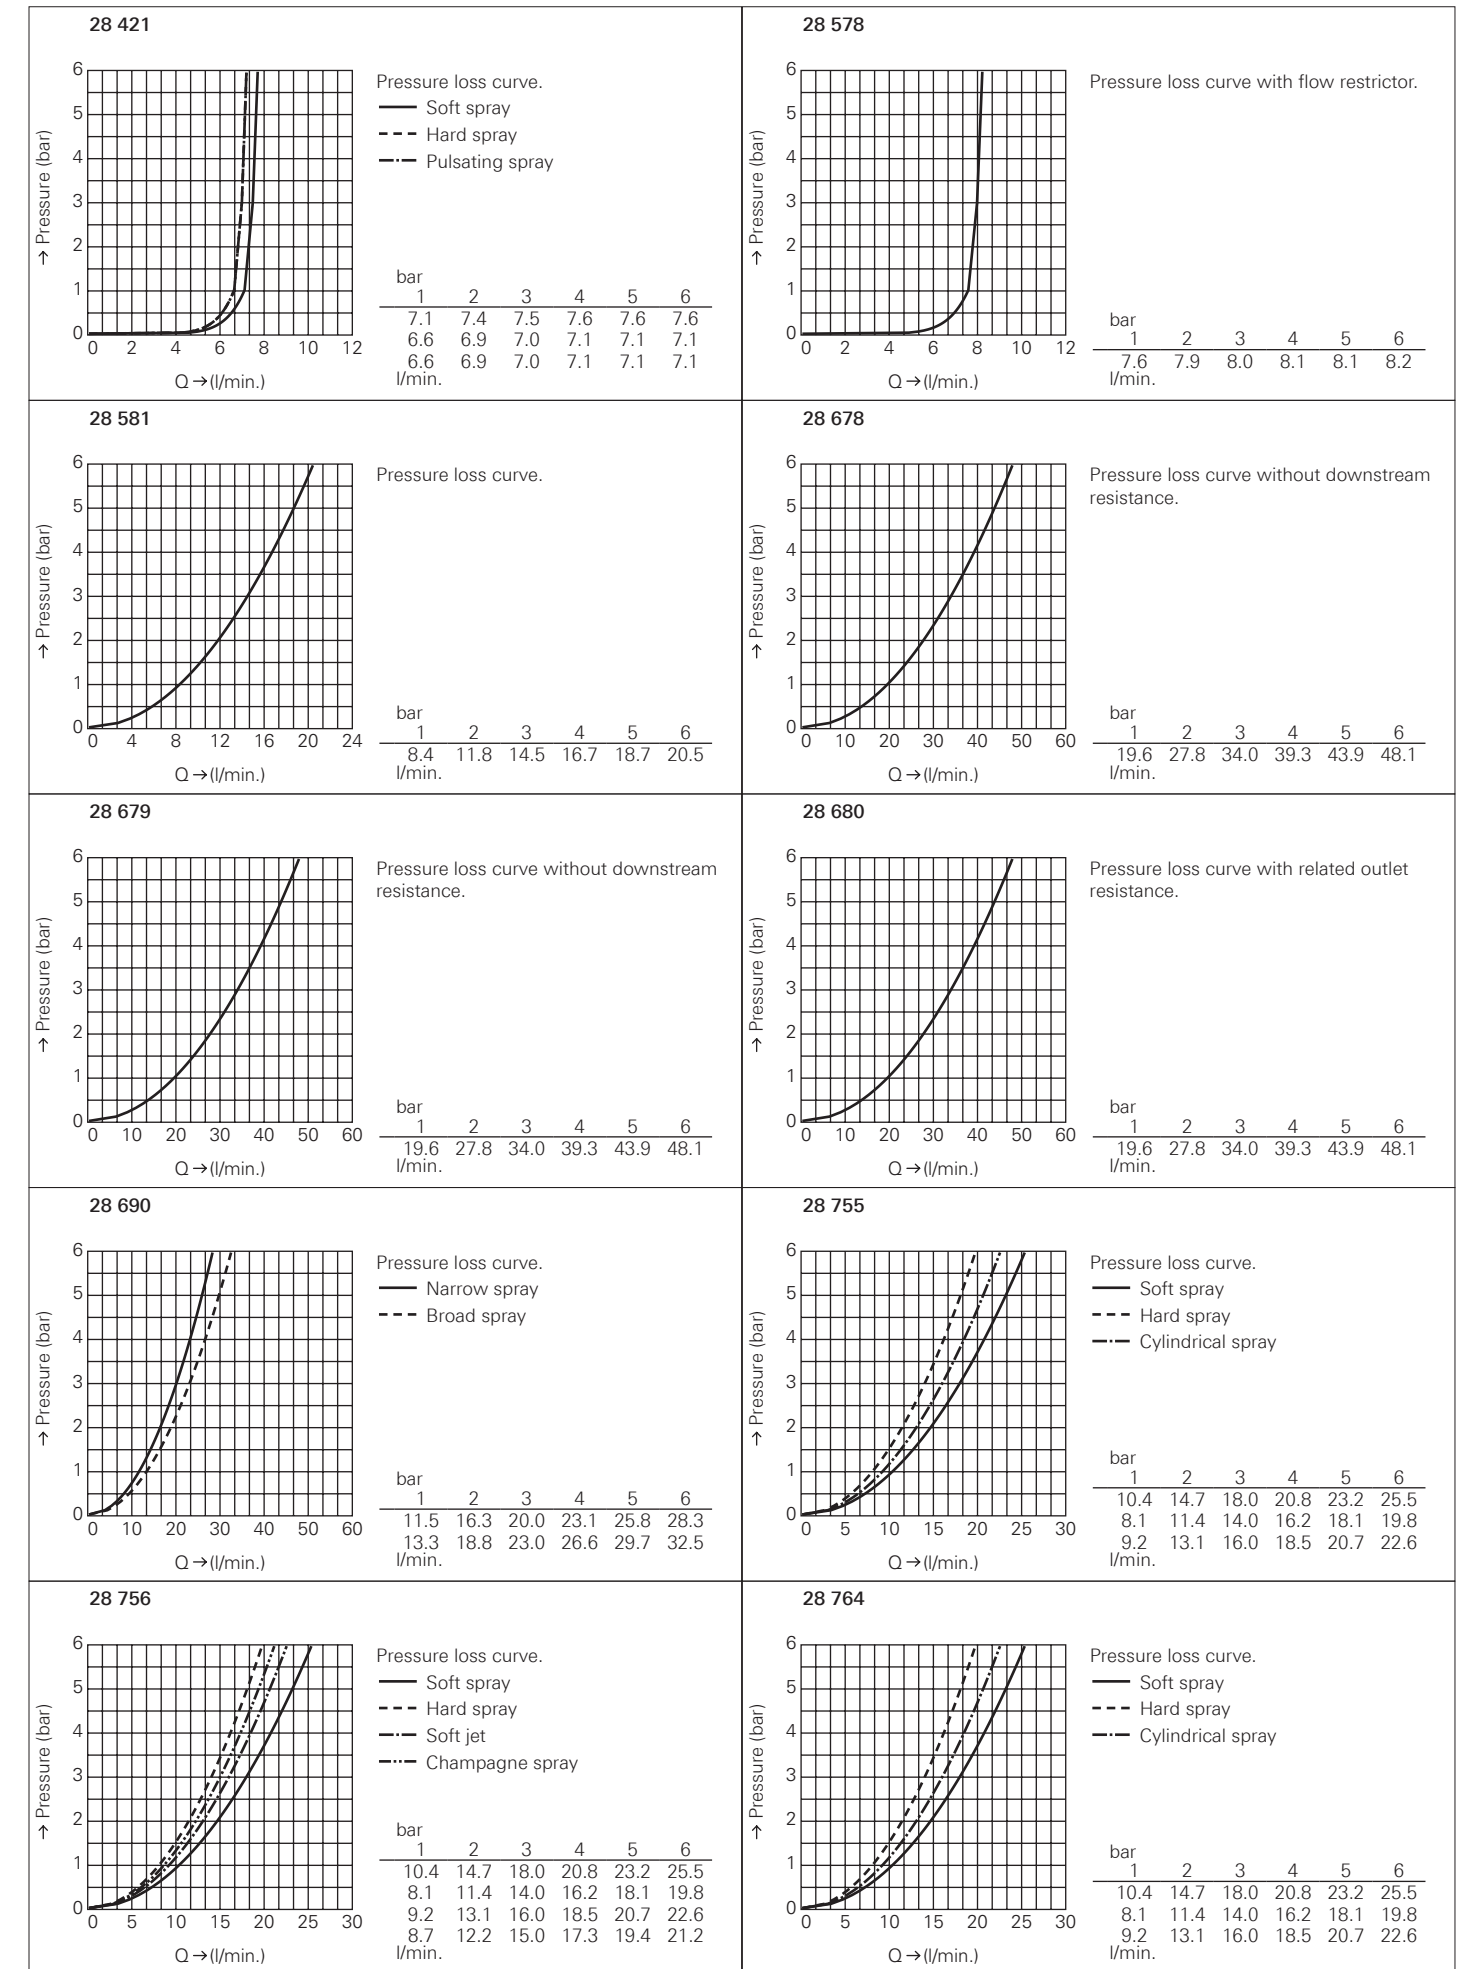 28 421
Pressure loss curve.
Soft spray
Hard spray
Pulsating spray
→ Pressure (bar)
6
5
4
3
2
1
0
0 2 4 6 8 10 12
Q → (l/min.)
bar
1 2 3 4 5 6
7.1 7.4 7.5 7.6 7.6 7.6
6.6 6.9 7.0 7.1 7.1 7.1
6.6 6.9 7.0 7.1 7.1 7.1
l/min.
28 578
Pressure loss curve with flow restrictor.
→ Pressure (bar)
6
5
4
3
2
1
0
0 2 4 6 8 10 12
Q → (l/min.)
bar
1 2 3 4 5 6
7.6 7.9 8.0 8.1 8.1 8.2
l/min.
28 581
Pressure loss curve.
→ Pressure (bar)
6
5
4
3
2
1
0
0 4 8 12 16 20 24
Q → (l/min.)
bar
1 2 3 4 5 6
8.4 11.8 14.5 16.7 18.7 20.5
l/min.
28 678
Pressure loss curve without downstream
resistance.
→ Pressure (bar)
6
5
4
3
2
1
0
0 10 20 30 40 50 60
Q → (l/min.)
bar
1 2 3 4 5 6
19.6 27.8 34.0 39.3 43.9 48.1
l/min.
28 679
Pressure loss curve without downstream
resistance.
→ Pressure (bar)
6
5
4
3
2
1
0
0 10 20 30 40 50 60
Q → (l/min.)
bar
1 2 3 4 5 6
19.6 27.8 34.0 39.3 43.9 48.1
l/min.
28 680
Pressure loss curve with related outlet
resistance.
→ Pressure (bar)
6
5
4
3
2
1
0
0 10 20 30 40 50 60
Q → (l/min.)
bar
1 2 3 4 5 6
19.6 27.8 34.0 39.3 43.9 48.1
l/min.
28 690
Pressure loss curve.
Narrow spray
Broad spray
→ Pressure (bar)
6
5
4
3
2
1
0
0 10 20 30 40 50 60
Q → (l/min.)
bar
1 2 3 4 5 6
11.5 16.3 20.0 23.1 25.8 28.3
13.3 18.8 23.0 26.6 29.7 32.5
l/min.
28 755
Pressure loss curve.
Soft spray
Hard spray
Cylindrical spray
→ Pressure (bar)
6
5
4
3
2
1
0
0 5 10 15 20 25 30
Q → (l/min.)
bar
1 2 3 4 5 6
10.4 14.7 18.0 20.8 23.2 25.5
8.1 11.4 14.0 16.2 18.1 19.8
9.2 13.1 16.0 18.5 20.7 22.6
l/min.
28 756
Pressure loss curve.
Soft spray
Hard spray
Soft jet
Champagne spray
→ Pressure (bar)
6
5
4
3
2
1
0
0 5 10 15 20 25 30
Q → (l/min.)
bar
1 2 3 4 5 6
10.4 14.7 18.0 20.8 23.2 25.5
8.1 11.4 14.0 16.2 18.1 19.8
9.2 13.1 16.0 18.5 20.7 22.6
8.7 12.2 15.0 17.3 19.4 21.2
l/min.
28 764
Pressure loss curve.
Soft spray
Hard spray
Cylindrical spray
→ Pressure (bar)
6
5
4
3
2
1
0
0 5 10 15 20 25 30
Q → (l/min.)
bar
1 2 3 4 5 6
10.4 14.7 18.0 20.8 23.2 25.5
8.1 11.4 14.0 16.2 18.1 19.8
9.2 13.1 16.0 18.5 20.7 22.6
l/min.